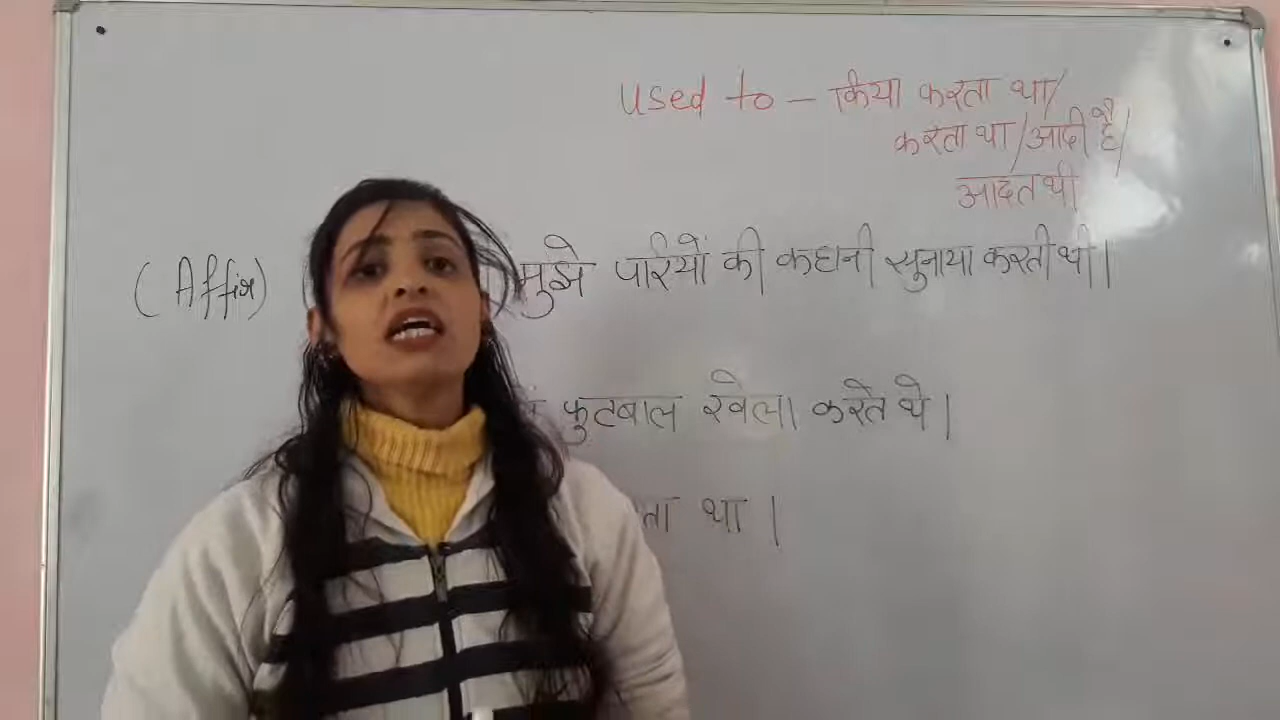 used to – किया करता था/
करता था/आदी है/
आदत थी
(Affir) मुझे परियों की कहानी सुनाया करती थी।
फुटबाल खेला करते थे।
था।